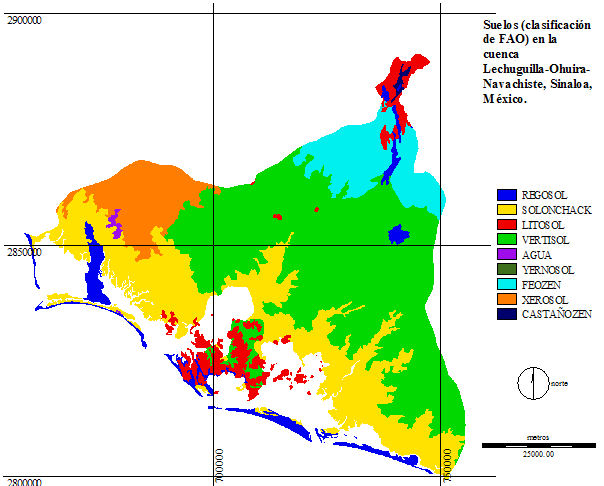 2900000
Suelos (clasificación
de FAO) en la
cuenca
Lechuguilla-Ohuira-
Navachiste, Sinaloa,
México.
REGOSOL
SOLONCHACK
LITOSOL
VERTISOL
AGUA
YERNOSOL
FEOZEN
XEROSOL
CASTAÑOZEN
2850000
norte
metros
25000.00
2800000
700000
750000